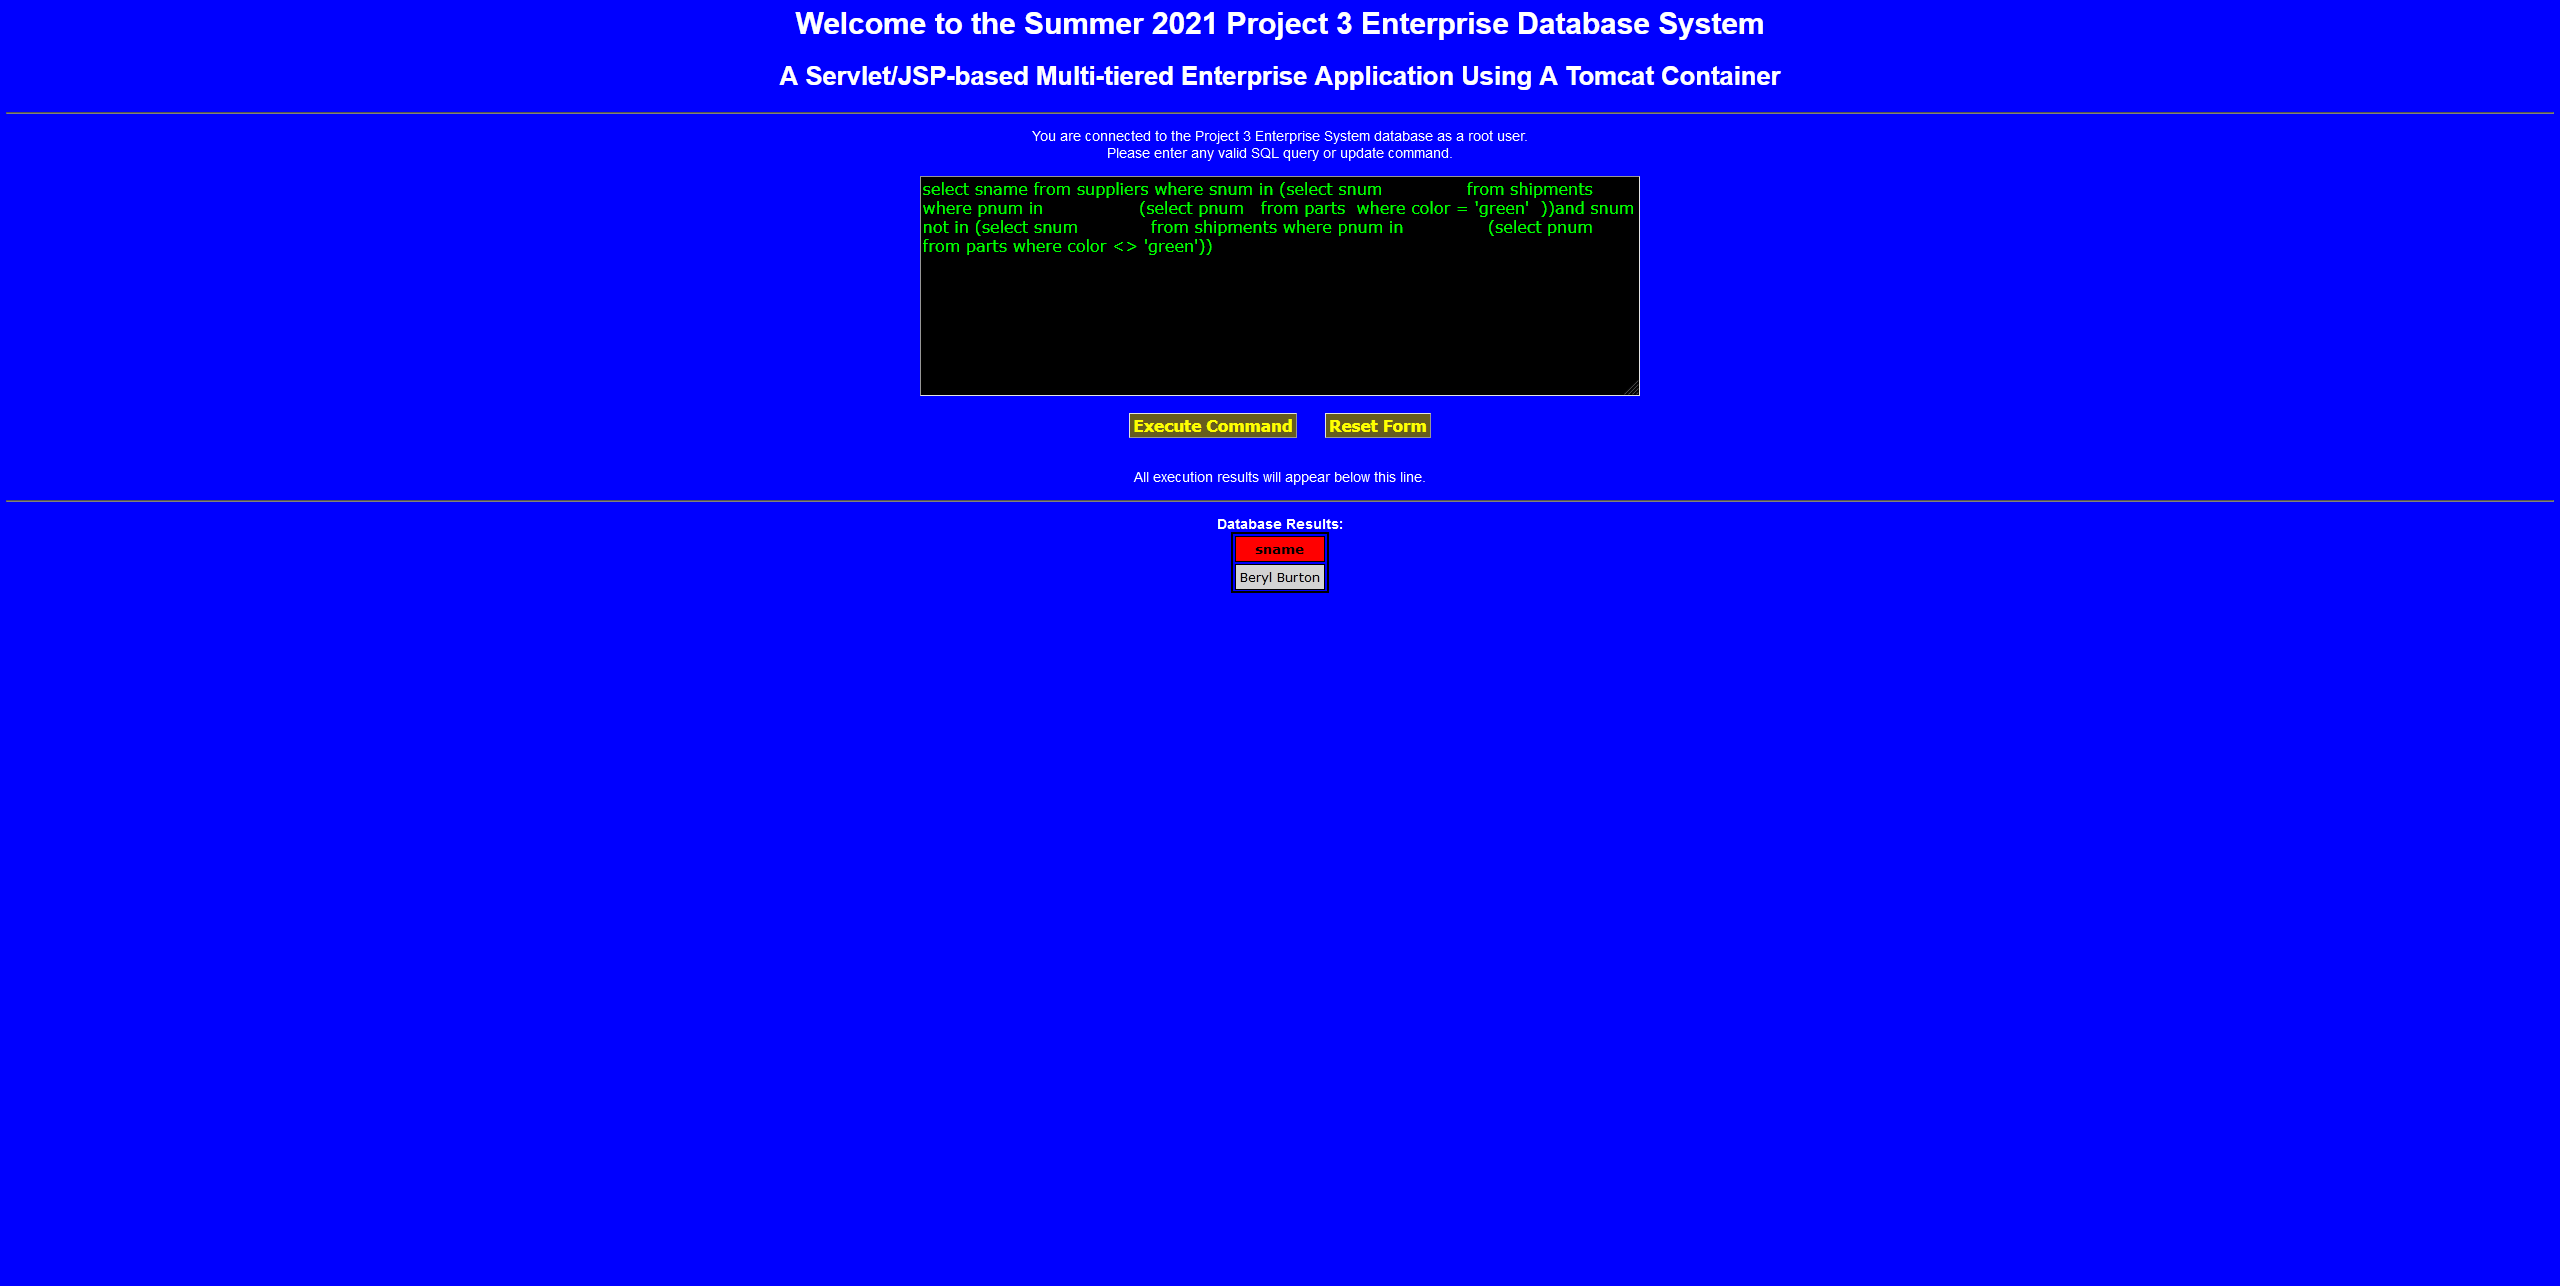 Welcome to the Summer 2021 Project 3 Enterprise Database System
A Servlet/JSP-based Multi-tiered Enterprise Application Using A Tomcat Container
You are connected to the Project 3 Enterprise System database as a root user.
Please enter any valid SQL query or update command.
select sname from suppliers where snum in (select snum from shipments
where pnum in (select pnum from parts where color = 'green' ))and snum
not in (select snum from shipments where pnum in (select pnum
from parts where color <> 'green'))
Execute Command Reset Form
All execution results will appear below this line.
Database Results:
sname
Beryl Burton